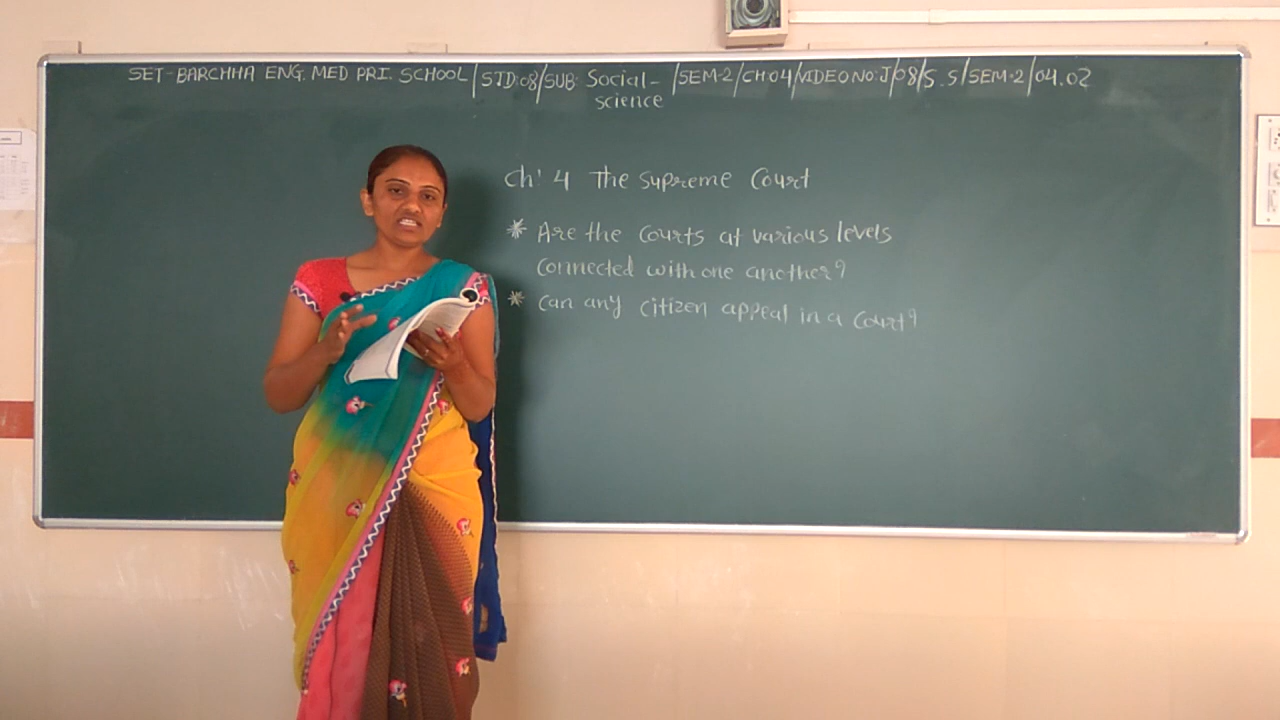 SET-BARCHHA ENG. MED PRI. SCHOOL/STD:08/SUB: Social-science/SEM-2/CH:04/VIDEO NO: J/08/S.S/SEM-2/04.02
Ch: 4 The Supreme Court
* Are the Courts at various levels
connected with one another?
* Can any citizen appeal in a Court?